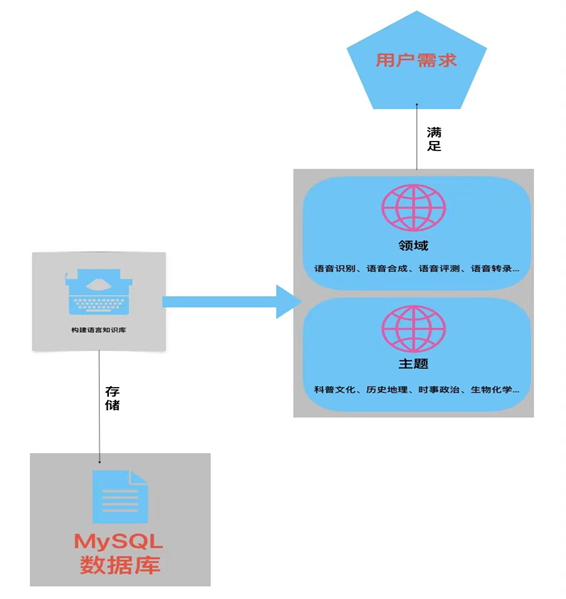 用户需求
满
足
领域
语音识别、语音合成、语音评测、语音转录...
构建语言知识库
主题
科普文化、历史地理、时事政治、生物化学...
存
储
MySQL
数据库